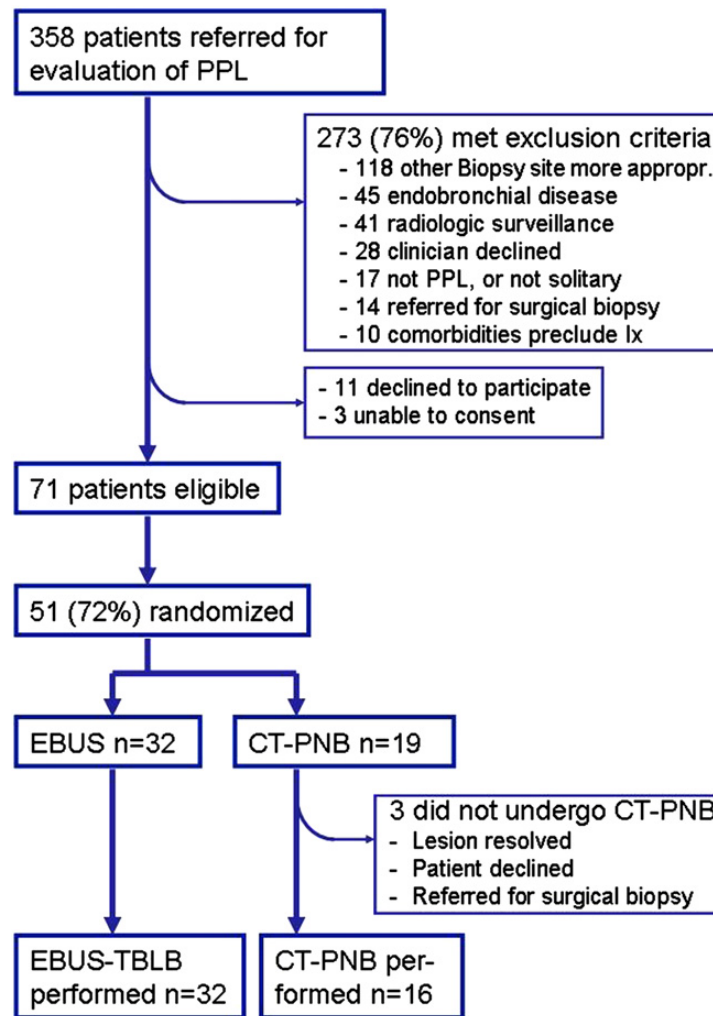 358 patients referred for
evaluation of PPL
273 (76%) met exclusion criteria
- 118 other Biopsy site more appropr.
- 45 endobronchial disease
- 41 radiologic surveillance
- 28 clinician declined
- 17 not PPL, or not solitary
- 14 referred for surgical biopsy
- 10 comorbidities preclude Ix
- 11 declined to participate
- 3 unable to consent
71 patients eligible
51 (72%) randomized
EBUS n=32
CT-PNB n=19
3 did not undergo CT-PNB
- Lesion resolved
- Patient declined
- Referred for surgical biopsy
EBUS-TBLB
performed n=32
CT-PNB per-
formed n=16